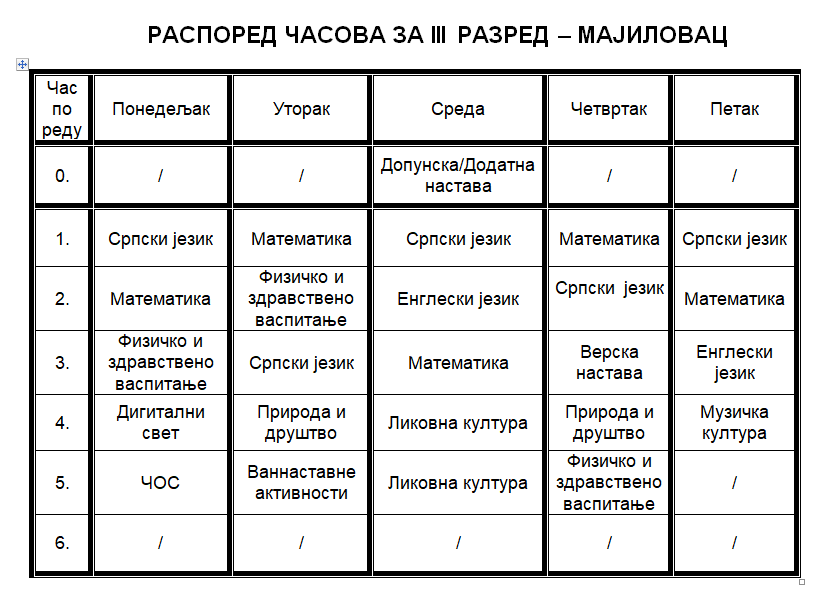 РАСПОРЕД ЧАСОВА ЗА III РАЗРЕД – МАЈИЛОВАЦ
Час по реду Понедељак Уторак Среда Четвртак Петак
0. / / Допунска/Додатна настава / /
1. Српски језик Математика Српски језик Математика Српски језик
2. Математика Физичко и здравствено васпитање Енглески језик Српски језик Математика
3. Физичко и здравствено васпитање Српски језик Математика Верска настава Енглески језик
4. Дигитални свет Природа и друштво Ликовна култура Природа и друштво Музичка култура
5. ЧОС Ваннаставне активности Ликовна култура Физичко и здравствено васпитање /
6. / / / / /